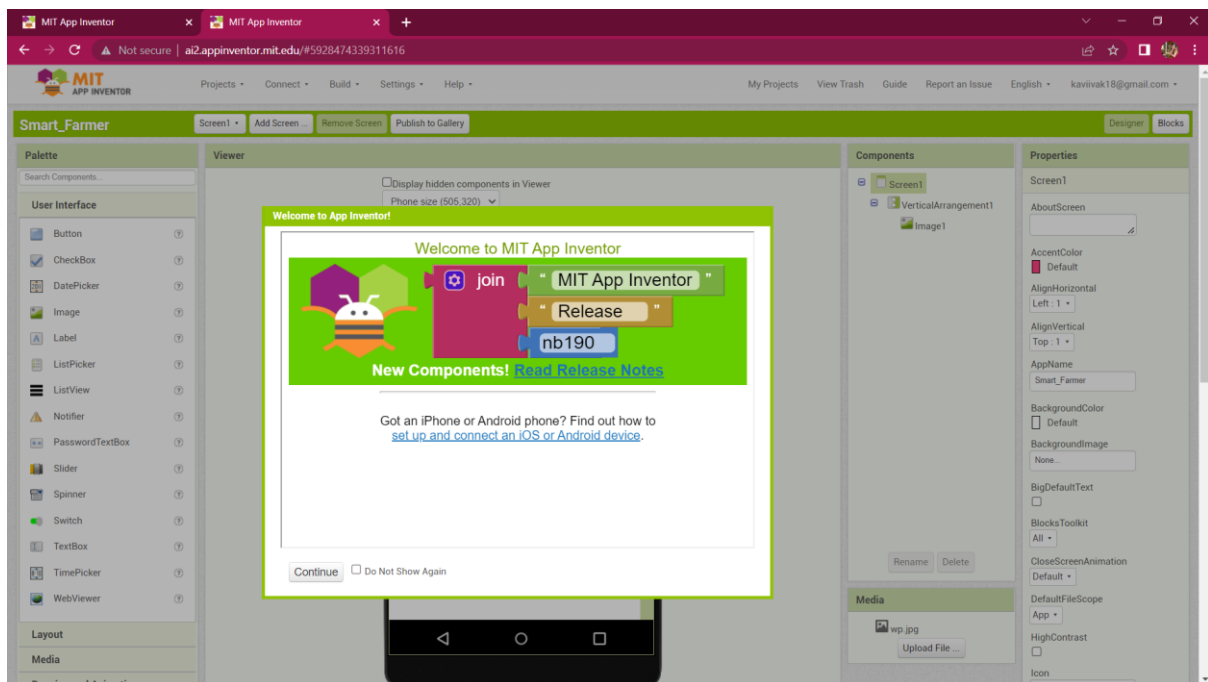 MIT App Inventor
MIT App Inventor
Not secure | ai2.appinventor.mit.edu/#5928474339311616
MIT
APP INVENTOR
Projects Connect Build Settings Help
My Projects View Trash Guide Report an Issue English kaviivak18@gmail.com
Smart_Farmer
Screen1 Add Screen ... Remove Screen Publish to Gallery
Designer Blocks
Palette
Search Components...
User Interface
Button
CheckBox
DatePicker
Image
Label
ListPicker
ListView
Notifier
PasswordTextBox
Slider
Spinner
Switch
TextBox
TimePicker
WebViewer
Layout
Media
Viewer
Display hidden components in Viewer
Phone size (505,320)
Welcome to App Inventor!
Welcome to MIT App Inventor
join " MIT App Inventor "
" Release "
nb190
New Components! Read Release Notes
Got an iPhone or Android phone? Find out how to
set up and connect an iOS or Android device.
Continue Do Not Show Again
Components
Screen1
VerticalArrangement1
Image1
Rename Delete
Media
wp.jpg
Upload File ...
Properties
Screen1
AboutScreen
AccentColor
Default
AlignHorizontal
Left : 1
AlignVertical
Top : 1
AppName
Smart_Farmer
BackgroundColor
Default
BackgroundImage
None...
BigDefaultText
BlocksToolkit
All
CloseScreenAnimation
Default
DefaultFileScope
App
HighContrast
Icon